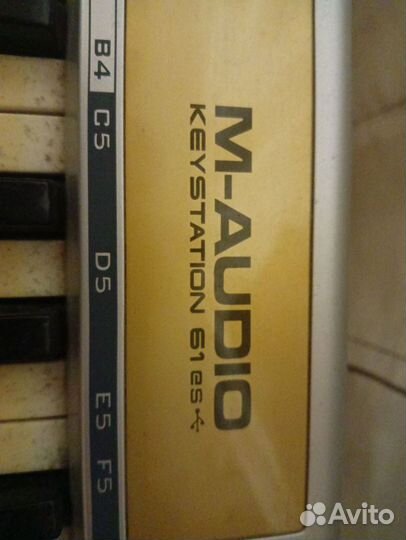 M-AUDIO
KEYSTATION 61es
B4 C5 D5 E5 F5
Avito